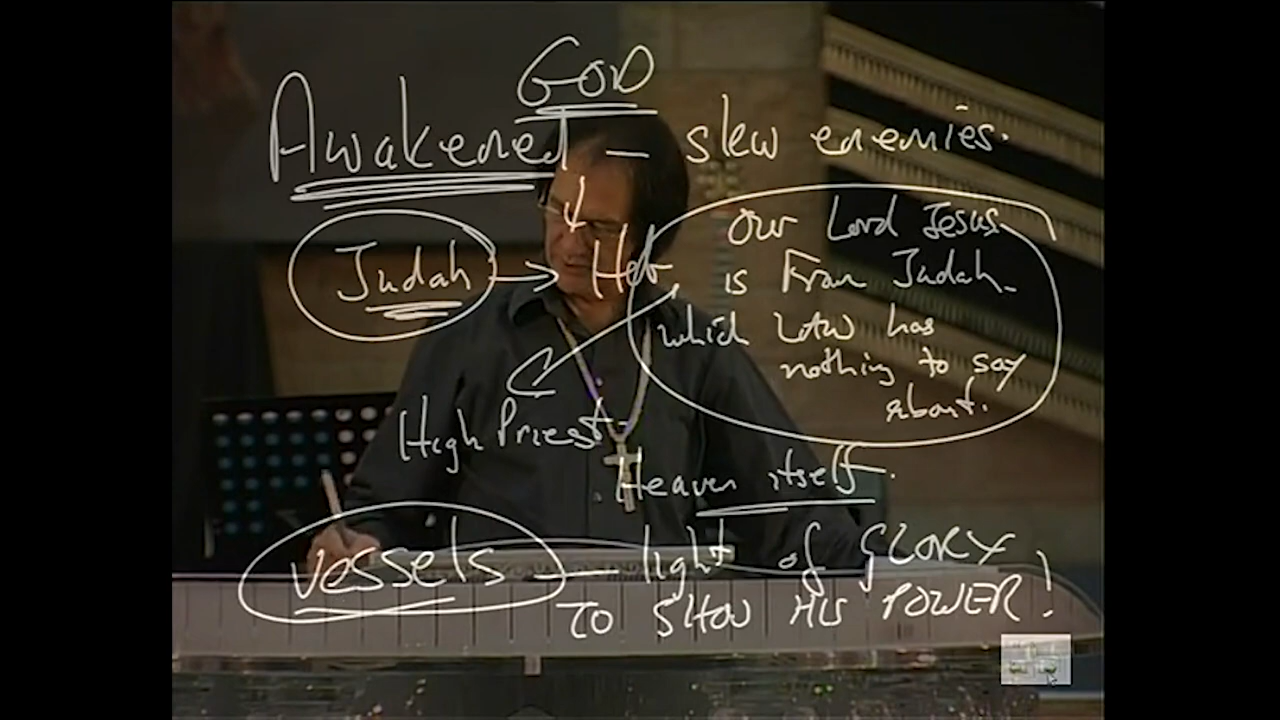 GOD
Awakened – slew enemies.
Judah → Heb.
Our Lord Jesus
is From Judah –
which LAW has
nothing to say
about.
High Priest –
Heaven itself.
vessels – light of GLORY
TO SHOW HIS POWER!